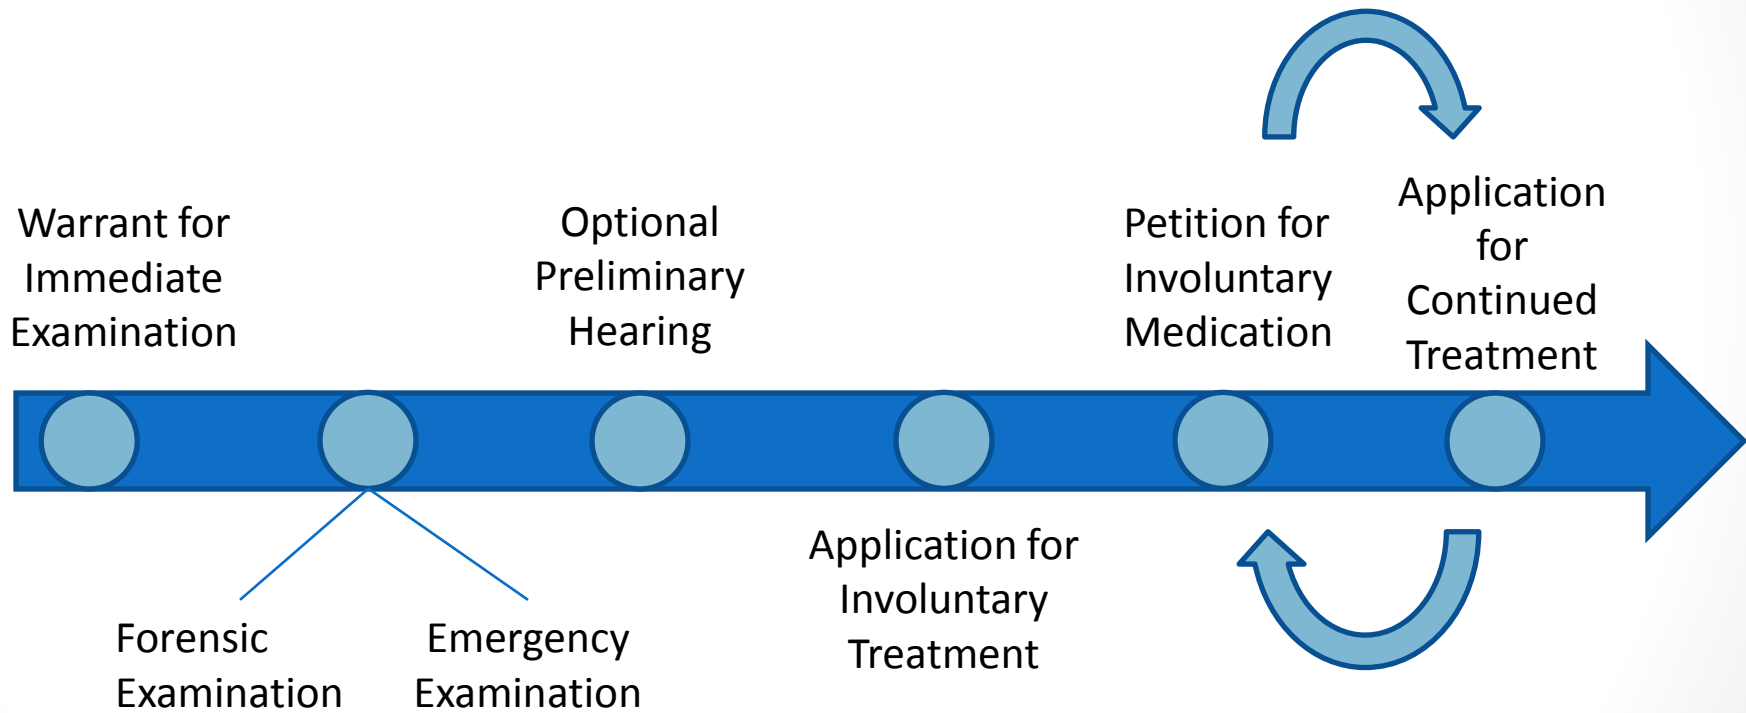 Warrant for
Immediate
Examination
Optional
Preliminary
Hearing
Petition for
Involuntary
Medication
Application
for
Continued
Treatment
Forensic
Examination
Emergency
Examination
Application for
Involuntary
Treatment